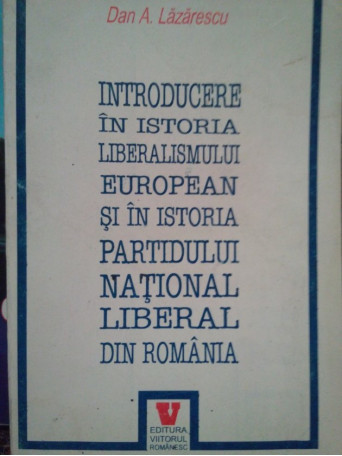 Dan A. Lăzărescu
INTRODUCERE
ÎN ISTORIA
LIBERALISMULUI
EUROPEAN
ŞI ÎN ISTORIA
PARTIDULUI
NAŢIONAL
LIBERAL
DIN ROMÂNIA
V
EDITURA
VIITORUL
ROMÂNESC